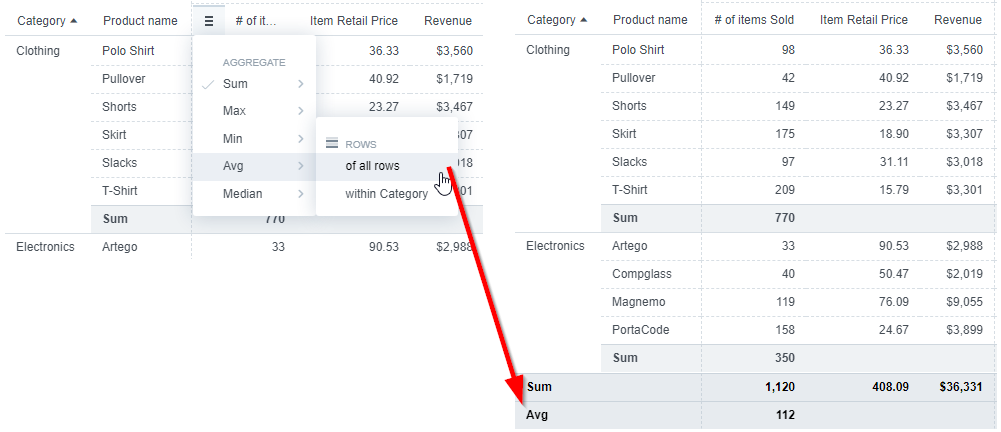 Category Product name # of it… Item Retail Price Revenue
Clothing Polo Shirt 36.33 $3,560
Pullover 40.92 $1,719
Shorts 23.27 $3,467
Skirt 307
Slacks 018
T-Shirt 01
Sum 770
Electronics Artego 33 90.53 $2,988
AGGREGATE
Sum
Max
Min
Avg
Median
ROWS
of all rows
within Category
Category Product name # of items Sold Item Retail Price Revenue
Clothing Polo Shirt 98 36.33 $3,560
Pullover 42 40.92 $1,719
Shorts 149 23.27 $3,467
Skirt 175 18.90 $3,307
Slacks 97 31.11 $3,018
T-Shirt 209 15.79 $3,301
Sum 770
Electronics Artego 33 90.53 $2,988
Compglass 40 50.47 $2,019
Magnemo 119 76.09 $9,055
PortaCode 158 24.67 $3,899
Sum 350
Sum 1,120 408.09 $36,331
Avg 112